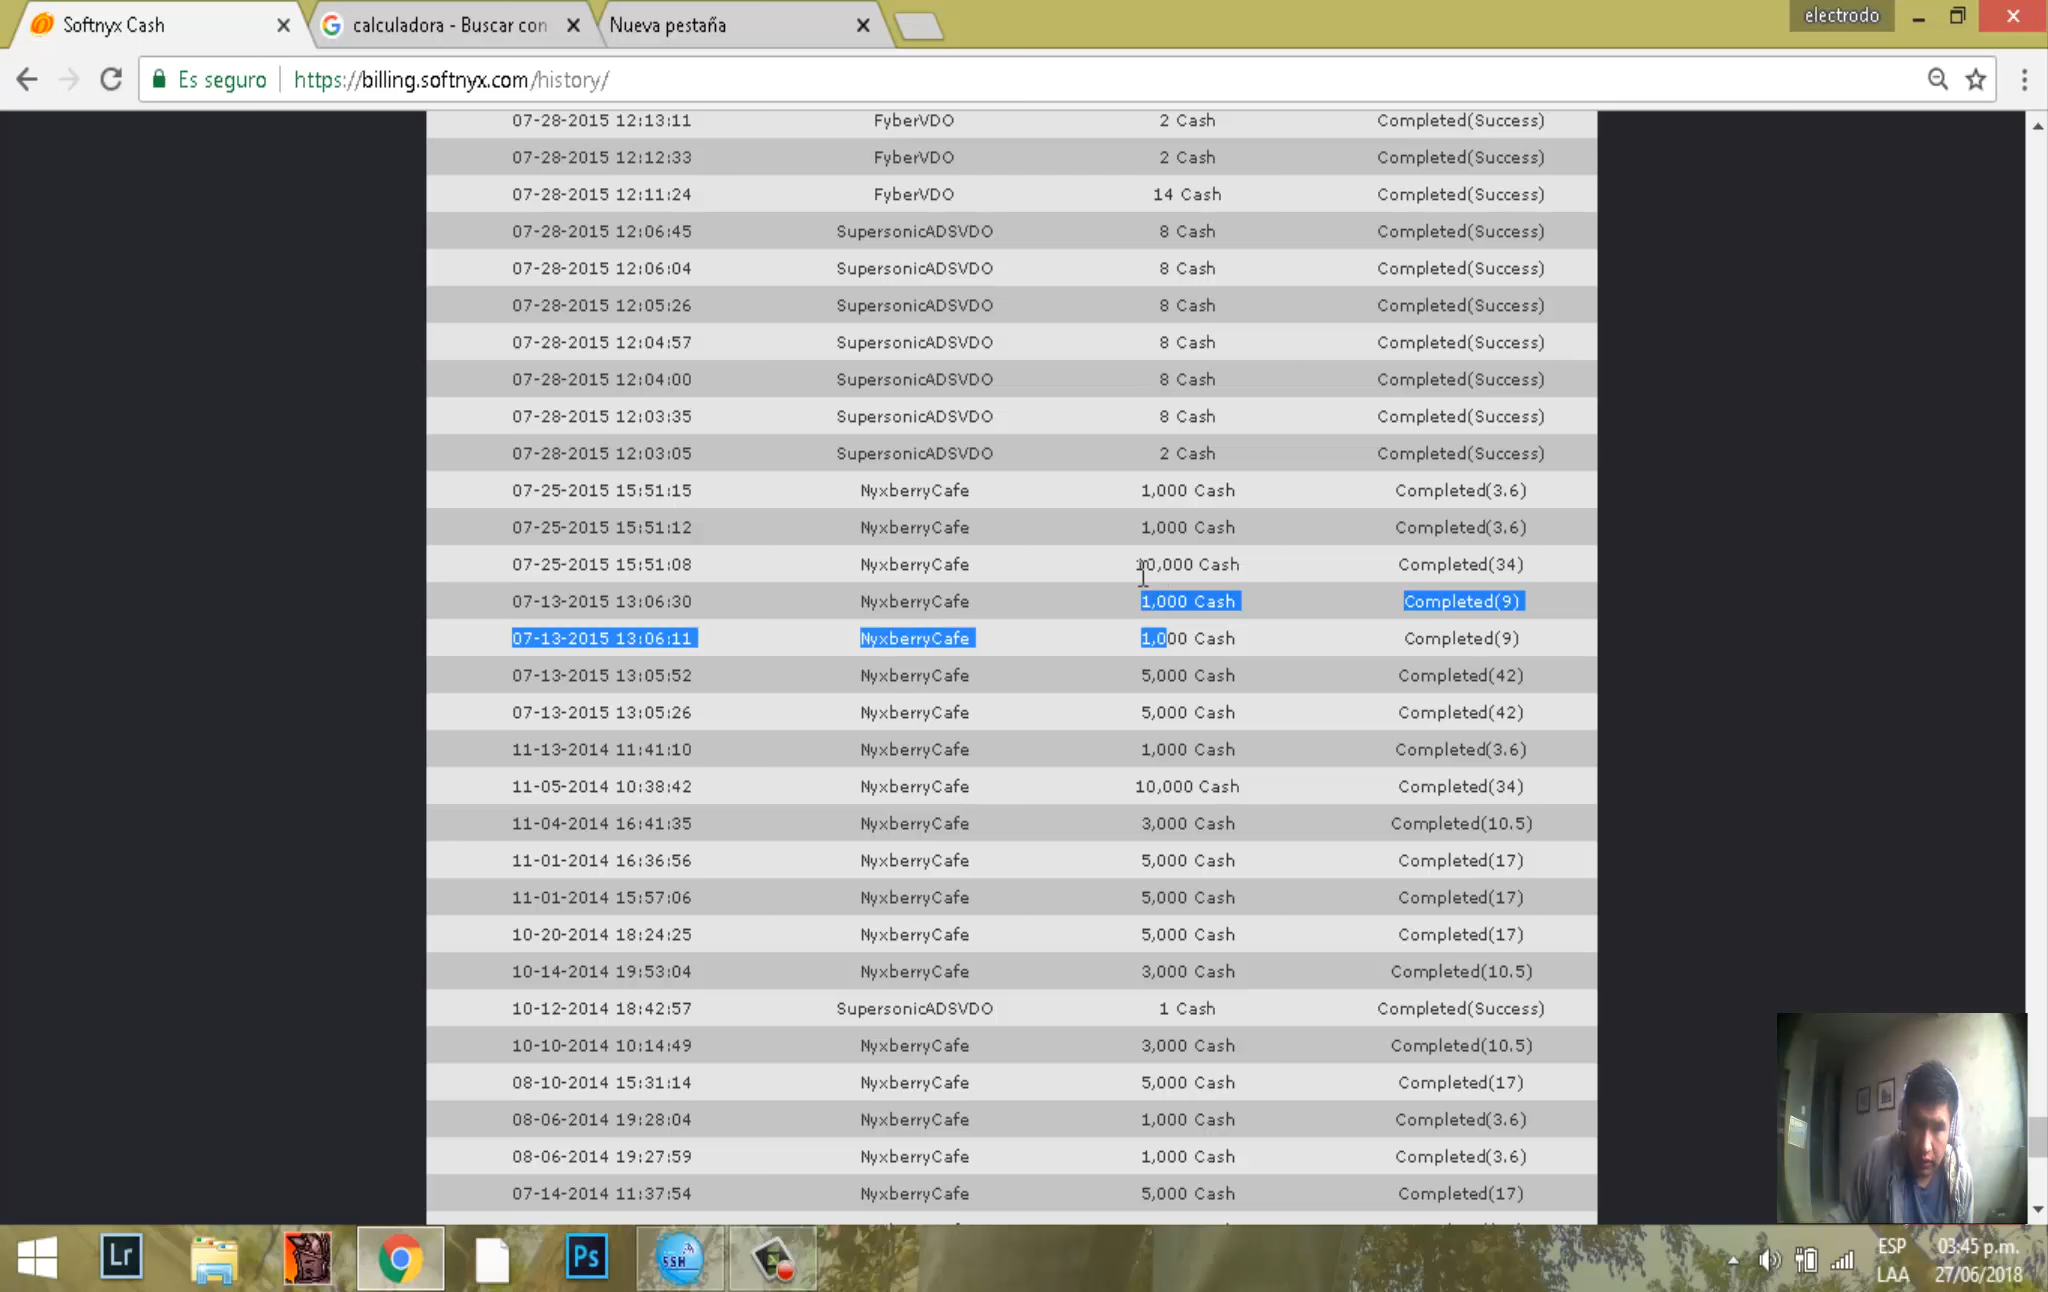 Softnyx Cash
calculadora - Buscar con
Nueva pestaña
electrodo
Es seguro
https://billing.softnyx.com/history/
07-28-2015 12:13:11 FyberVDO 2 Cash Completed(Success)
07-28-2015 12:12:33 FyberVDO 2 Cash Completed(Success)
07-28-2015 12:11:24 FyberVDO 14 Cash Completed(Success)
07-28-2015 12:06:45 SupersonicADSVDO 8 Cash Completed(Success)
07-28-2015 12:06:04 SupersonicADSVDO 8 Cash Completed(Success)
07-28-2015 12:05:26 SupersonicADSVDO 8 Cash Completed(Success)
07-28-2015 12:04:57 SupersonicADSVDO 8 Cash Completed(Success)
07-28-2015 12:04:00 SupersonicADSVDO 8 Cash Completed(Success)
07-28-2015 12:03:35 SupersonicADSVDO 8 Cash Completed(Success)
07-28-2015 12:03:05 SupersonicADSVDO 2 Cash Completed(Success)
07-25-2015 15:51:15 NyxberryCafe 1,000 Cash Completed(3.6)
07-25-2015 15:51:12 NyxberryCafe 1,000 Cash Completed(3.6)
07-25-2015 15:51:08 NyxberryCafe 10,000 Cash Completed(34)
07-13-2015 13:06:30 NyxberryCafe 1,000 Cash Completed(9)
07-13-2015 13:06:11 NyxberryCafe 1,000 Cash Completed(9)
07-13-2015 13:05:52 NyxberryCafe 5,000 Cash Completed(42)
07-13-2015 13:05:26 NyxberryCafe 5,000 Cash Completed(42)
11-13-2014 11:41:10 NyxberryCafe 1,000 Cash Completed(3.6)
11-05-2014 10:38:42 NyxberryCafe 10,000 Cash Completed(34)
11-04-2014 16:41:35 NyxberryCafe 3,000 Cash Completed(10.5)
11-01-2014 16:36:56 NyxberryCafe 5,000 Cash Completed(17)
11-01-2014 15:57:06 NyxberryCafe 5,000 Cash Completed(17)
10-20-2014 18:24:25 NyxberryCafe 5,000 Cash Completed(17)
10-14-2014 19:53:04 NyxberryCafe 3,000 Cash Completed(10.5)
10-12-2014 18:42:57 SupersonicADSVDO 1 Cash Completed(Success)
10-10-2014 10:14:49 NyxberryCafe 3,000 Cash Completed(10.5)
08-10-2014 15:31:14 NyxberryCafe 5,000 Cash Completed(17)
08-06-2014 19:28:04 NyxberryCafe 1,000 Cash Completed(3.6)
08-06-2014 19:27:59 NyxberryCafe 1,000 Cash Completed(3.6)
07-14-2014 11:37:54 NyxberryCafe 5,000 Cash Completed(17)
Lr
Ps
SSH
ESP 03:45 p.m.
LAA 27/06/2018